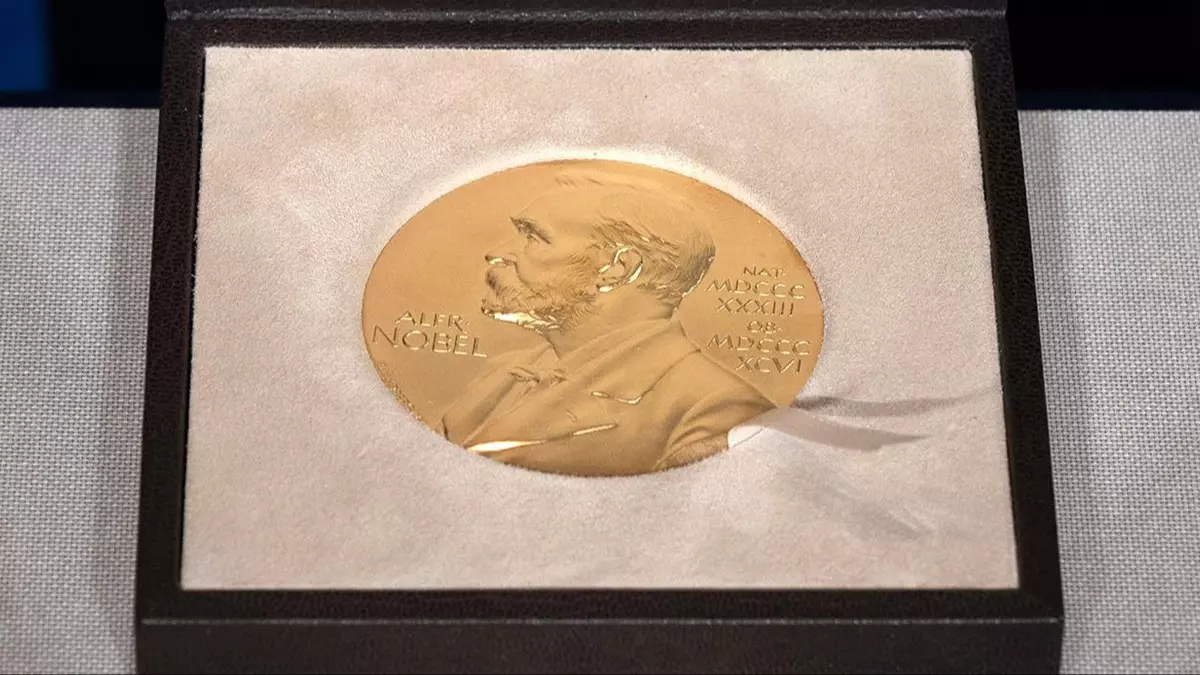 ALFR·
NOBEL
NAT·
MDCCC
XXXIII
OB·
MDCCC
XCVI